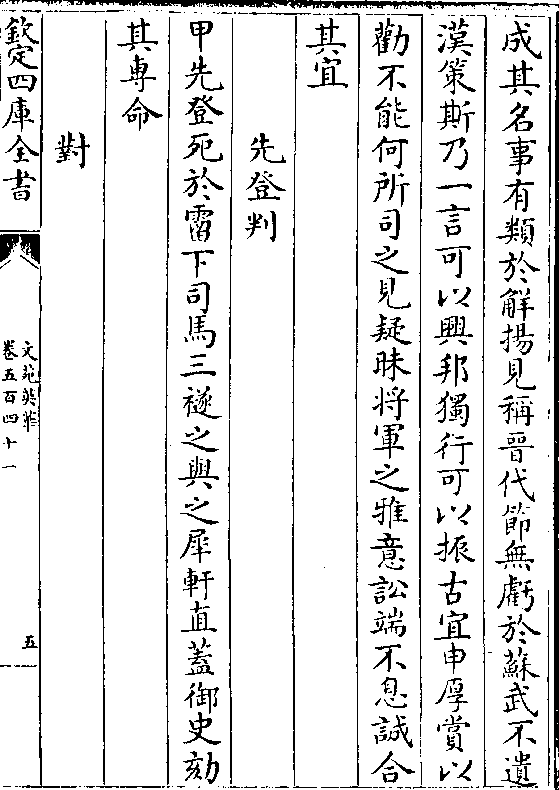 成其名事有類於解揚見稱晉代節無虧於蘇武不遺
漢策斯乃一言可以興邦獨行可以振古宜申厚賞以
勸不能何所司之見疑昧將軍之雅意訟端不息誠合
其宜
先登判
甲先登死於霤下司馬三襚之與之犀軒直蓋御史劾
其專命
對
欽定四庫全書
文苑英華
卷五百四十一
五